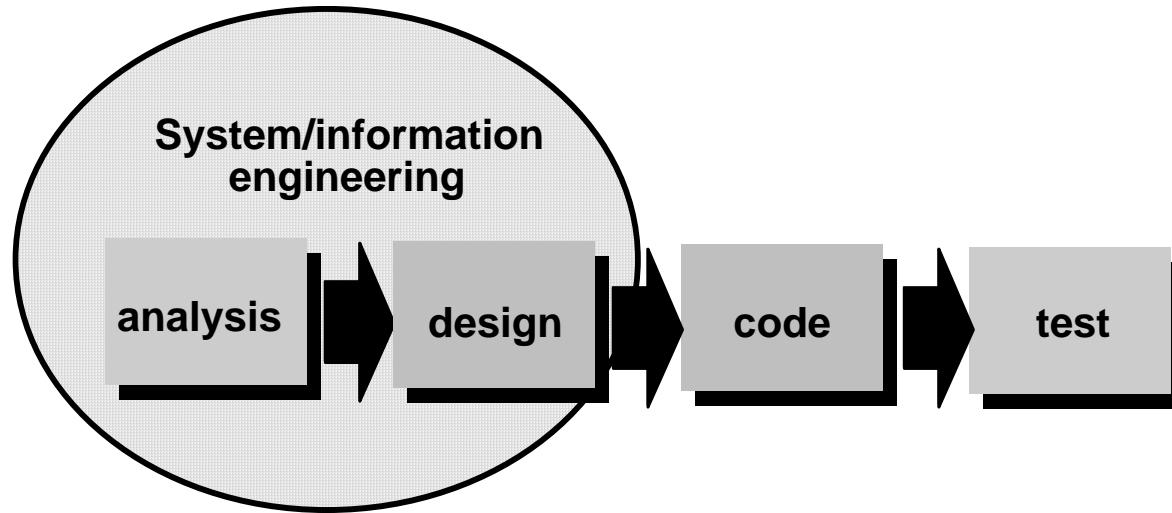 System/information
engineering
analysis
design
code
test